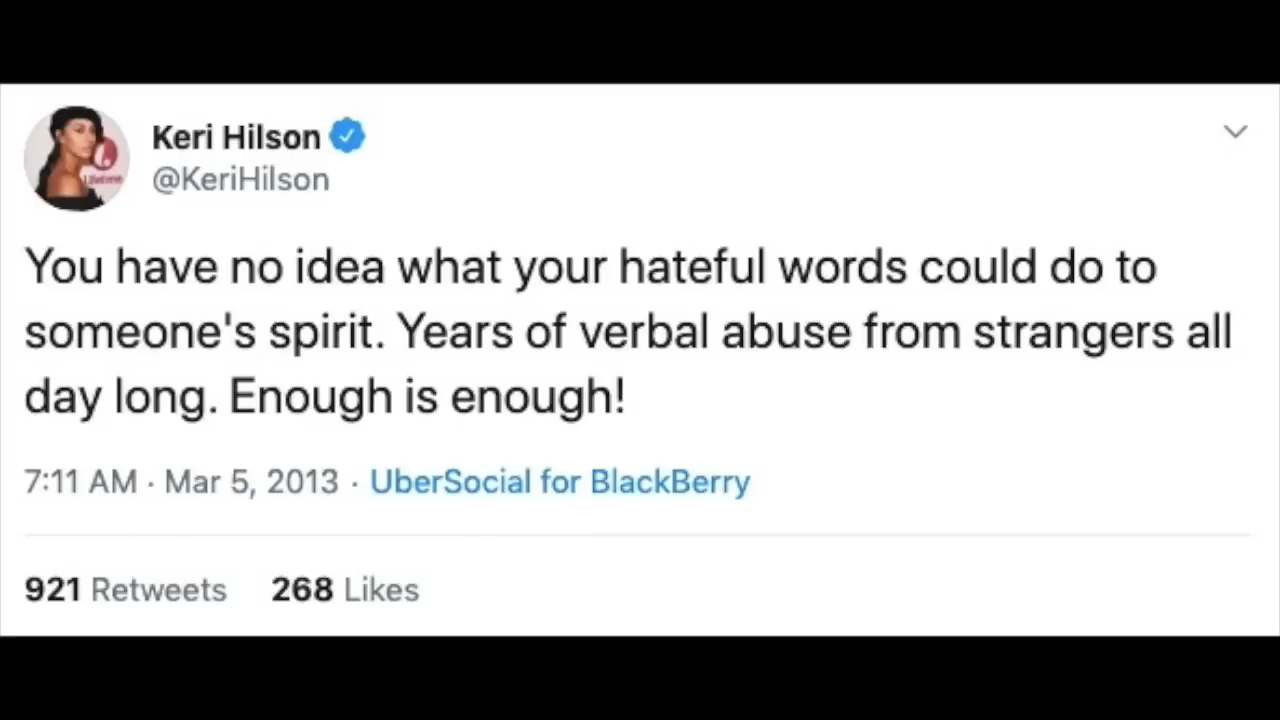 Keri Hilson
@KeriHilson
You have no idea what your hateful words could do to
someone's spirit. Years of verbal abuse from strangers all
day long. Enough is enough!
7:11 AM · Mar 5, 2013 · UberSocial for BlackBerry
921 Retweets 268 Likes